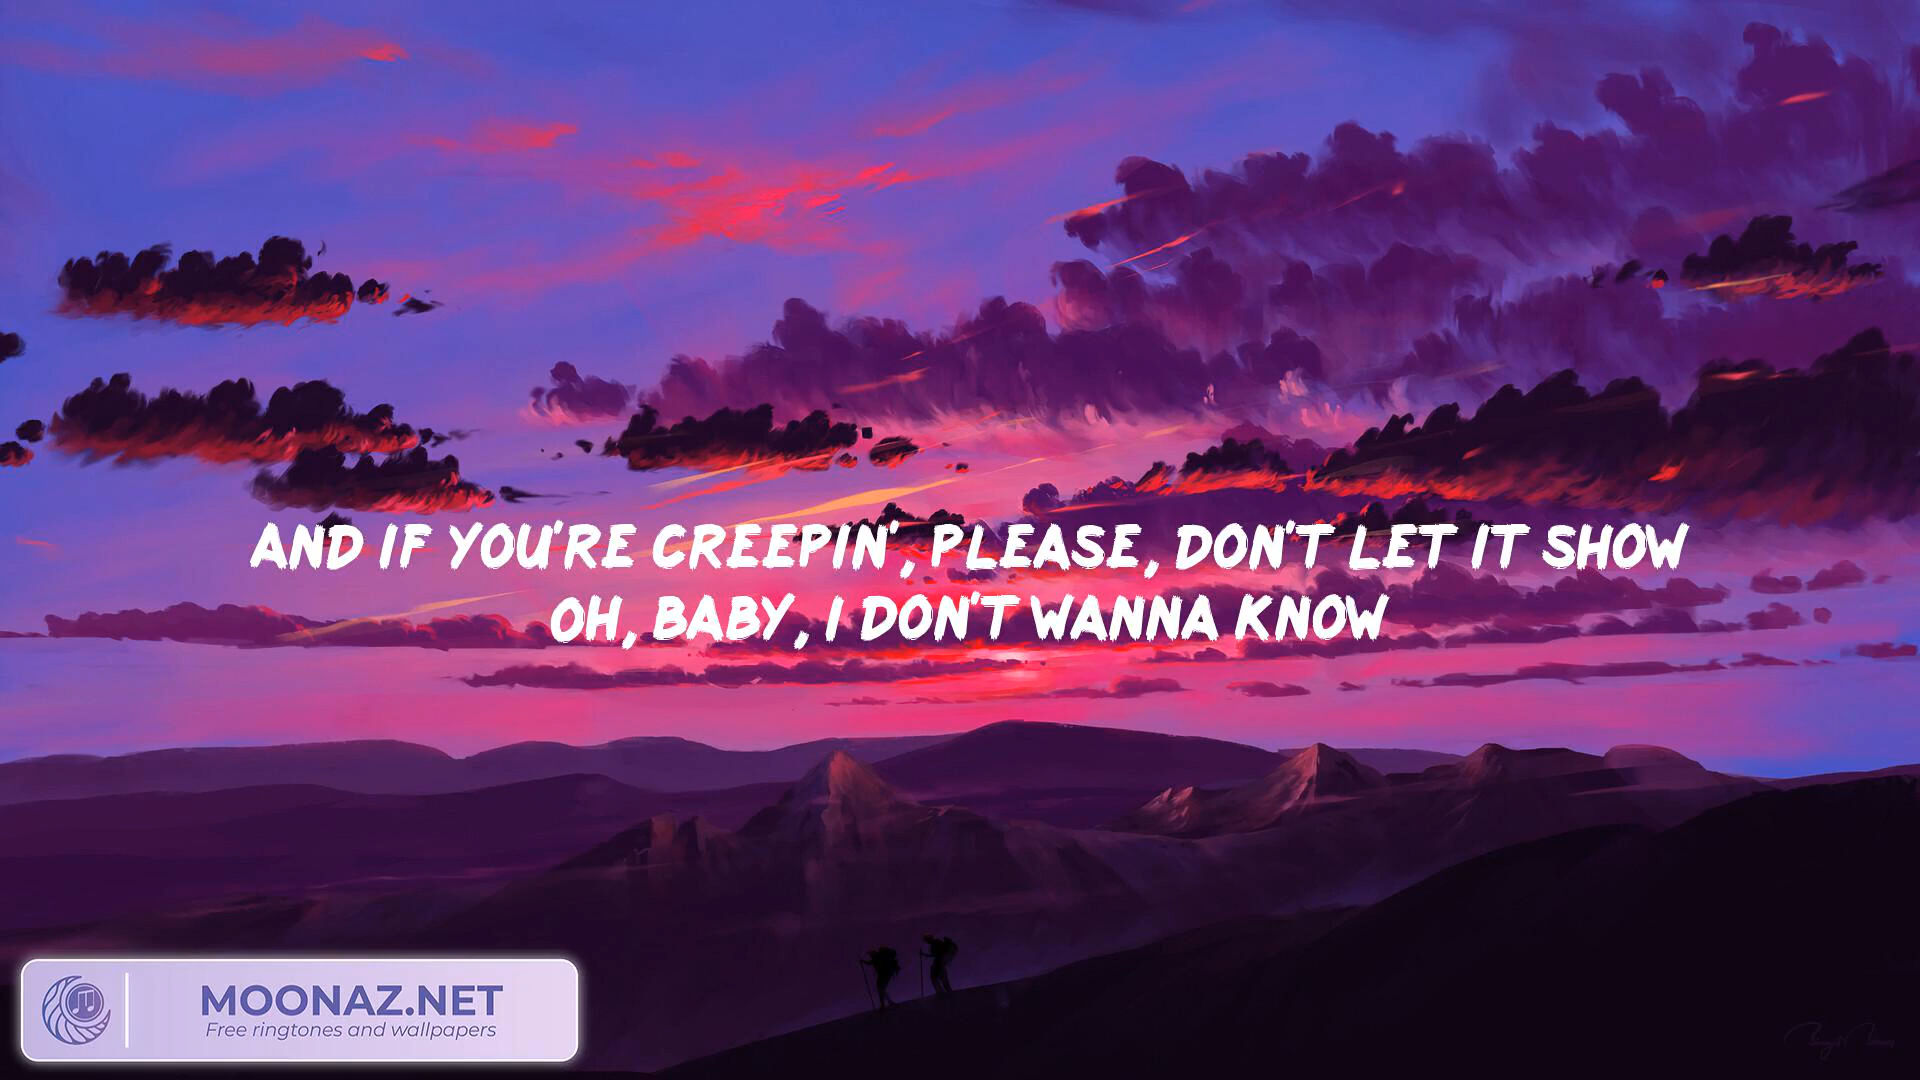 AND IF YOU'RE CREEPIN', PLEASE, DON'T LET IT SHOW
OH, BABY, I DON'T WANNA KNOW
MOONAZ.NET
Free ringtones and wallpapers